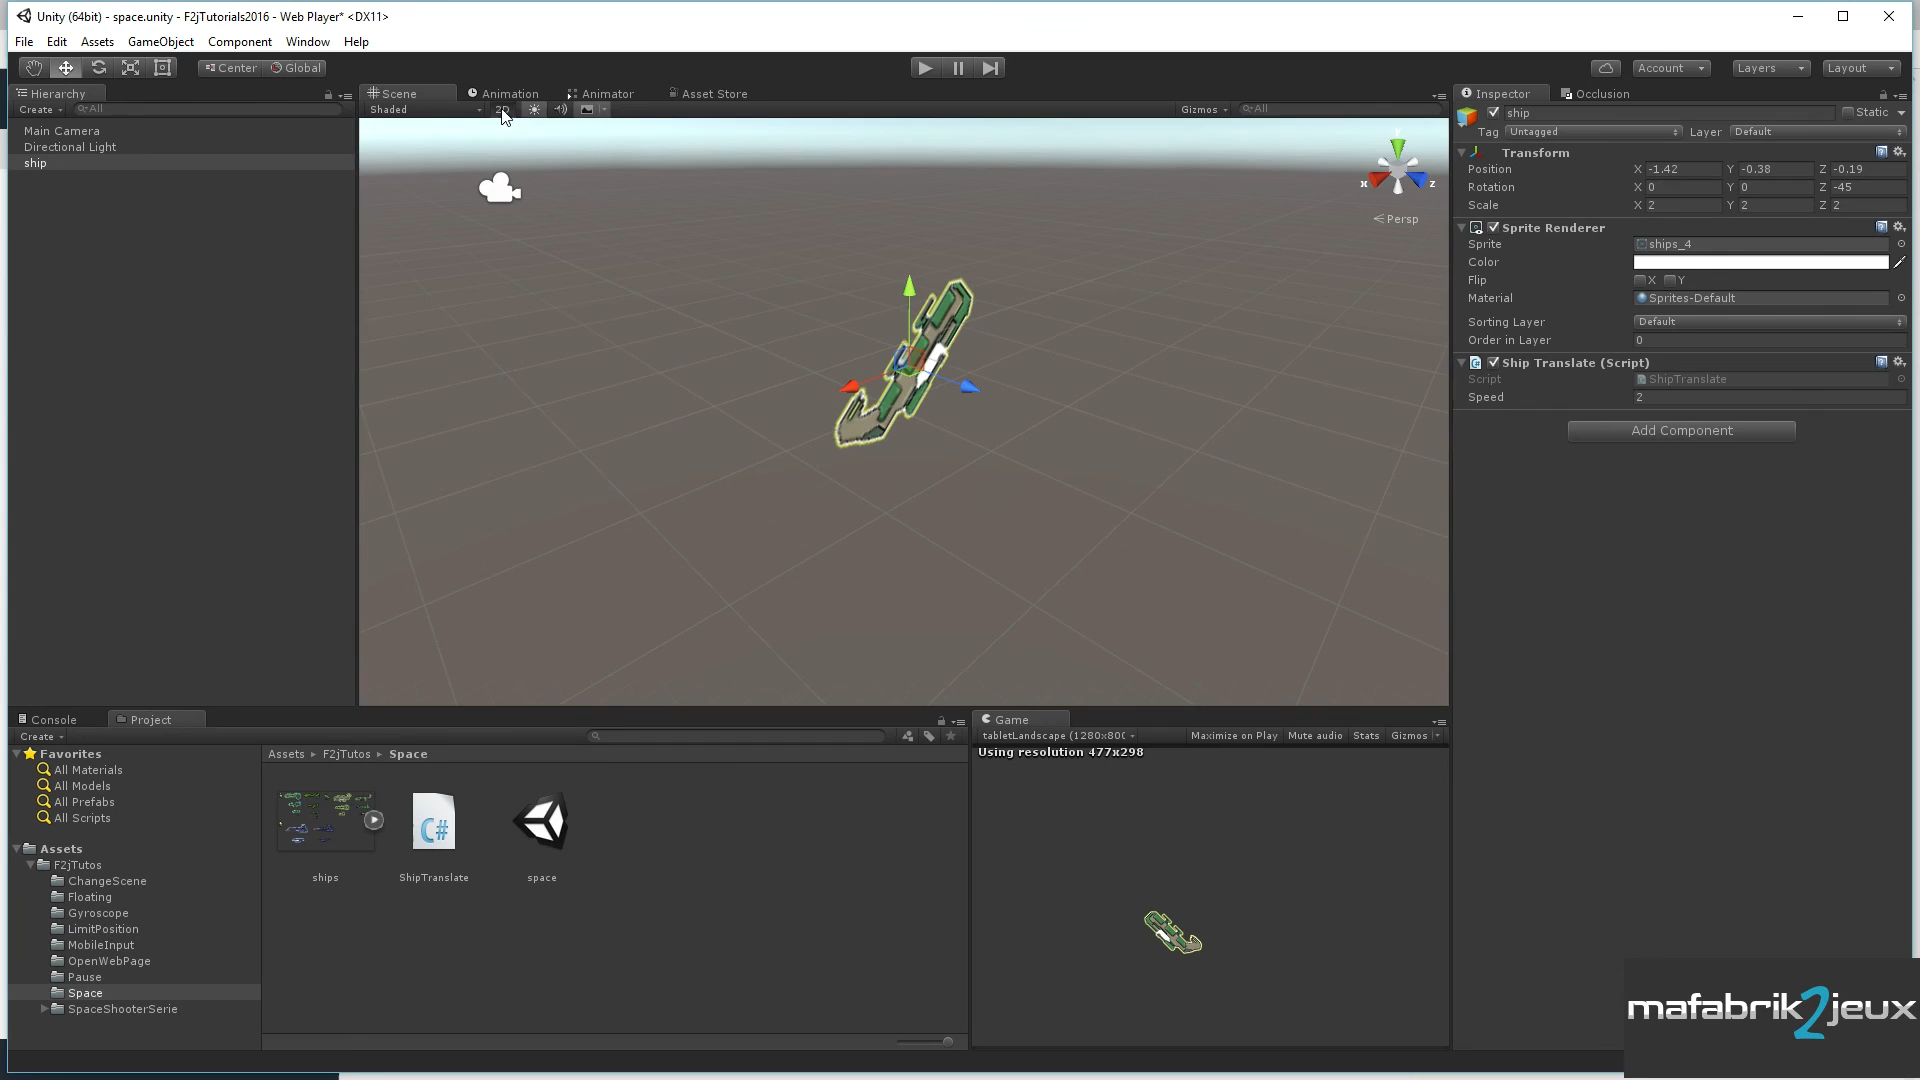 Unity (64bit) - space.unity - F2jTutorials2016 - Web Player* <DX11>
File Edit Assets GameObject Component Window Help
Center Global Account Layers Layout
Hierarchy
Create All
Main Camera
Directional Light
ship
Scene Animation Animator Asset Store
Shaded 2D Gizmos All
y
x z
Persp
Inspector Occlusion
ship Static
Tag Untagged Layer Default
Transform
Position X -1.42 Y -0.38 Z -0.19
Rotation X 0 Y 0 Z -45
Scale X 2 Y 2 Z 2
Sprite Renderer
Sprite ships_4
Color
Flip X Y
Material Sprites-Default
Sorting Layer Default
Order in Layer 0
Ship Translate (Script)
Script ShipTranslate
Speed 2
Add Component
Console Project
Create
Favorites
All Materials
All Models
All Prefabs
All Scripts
Assets
F2jTutos
ChangeScene
Floating
Gyroscope
LimitPosition
MobileInput
OpenWebPage
Pause
Space
SpaceShooterSerie
Assets F2jTutos Space
C#
ships ShipTranslate space
Game
tabletLandscape (1280x80( Maximize on Play Mute audio Stats Gizmos
Using resolution 477x298
mafabrik2jeux